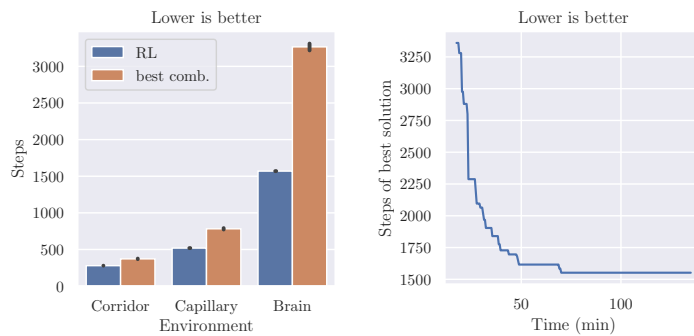 Lower is better
RL
best comb.
Steps
3000
2500
2000
1500
1000
500
0
Corridor
Capillary
Brain
Environment
Lower is better
Steps of best solution
3250
3000
2750
2500
2250
2000
1750
1500
50
100
Time (min)